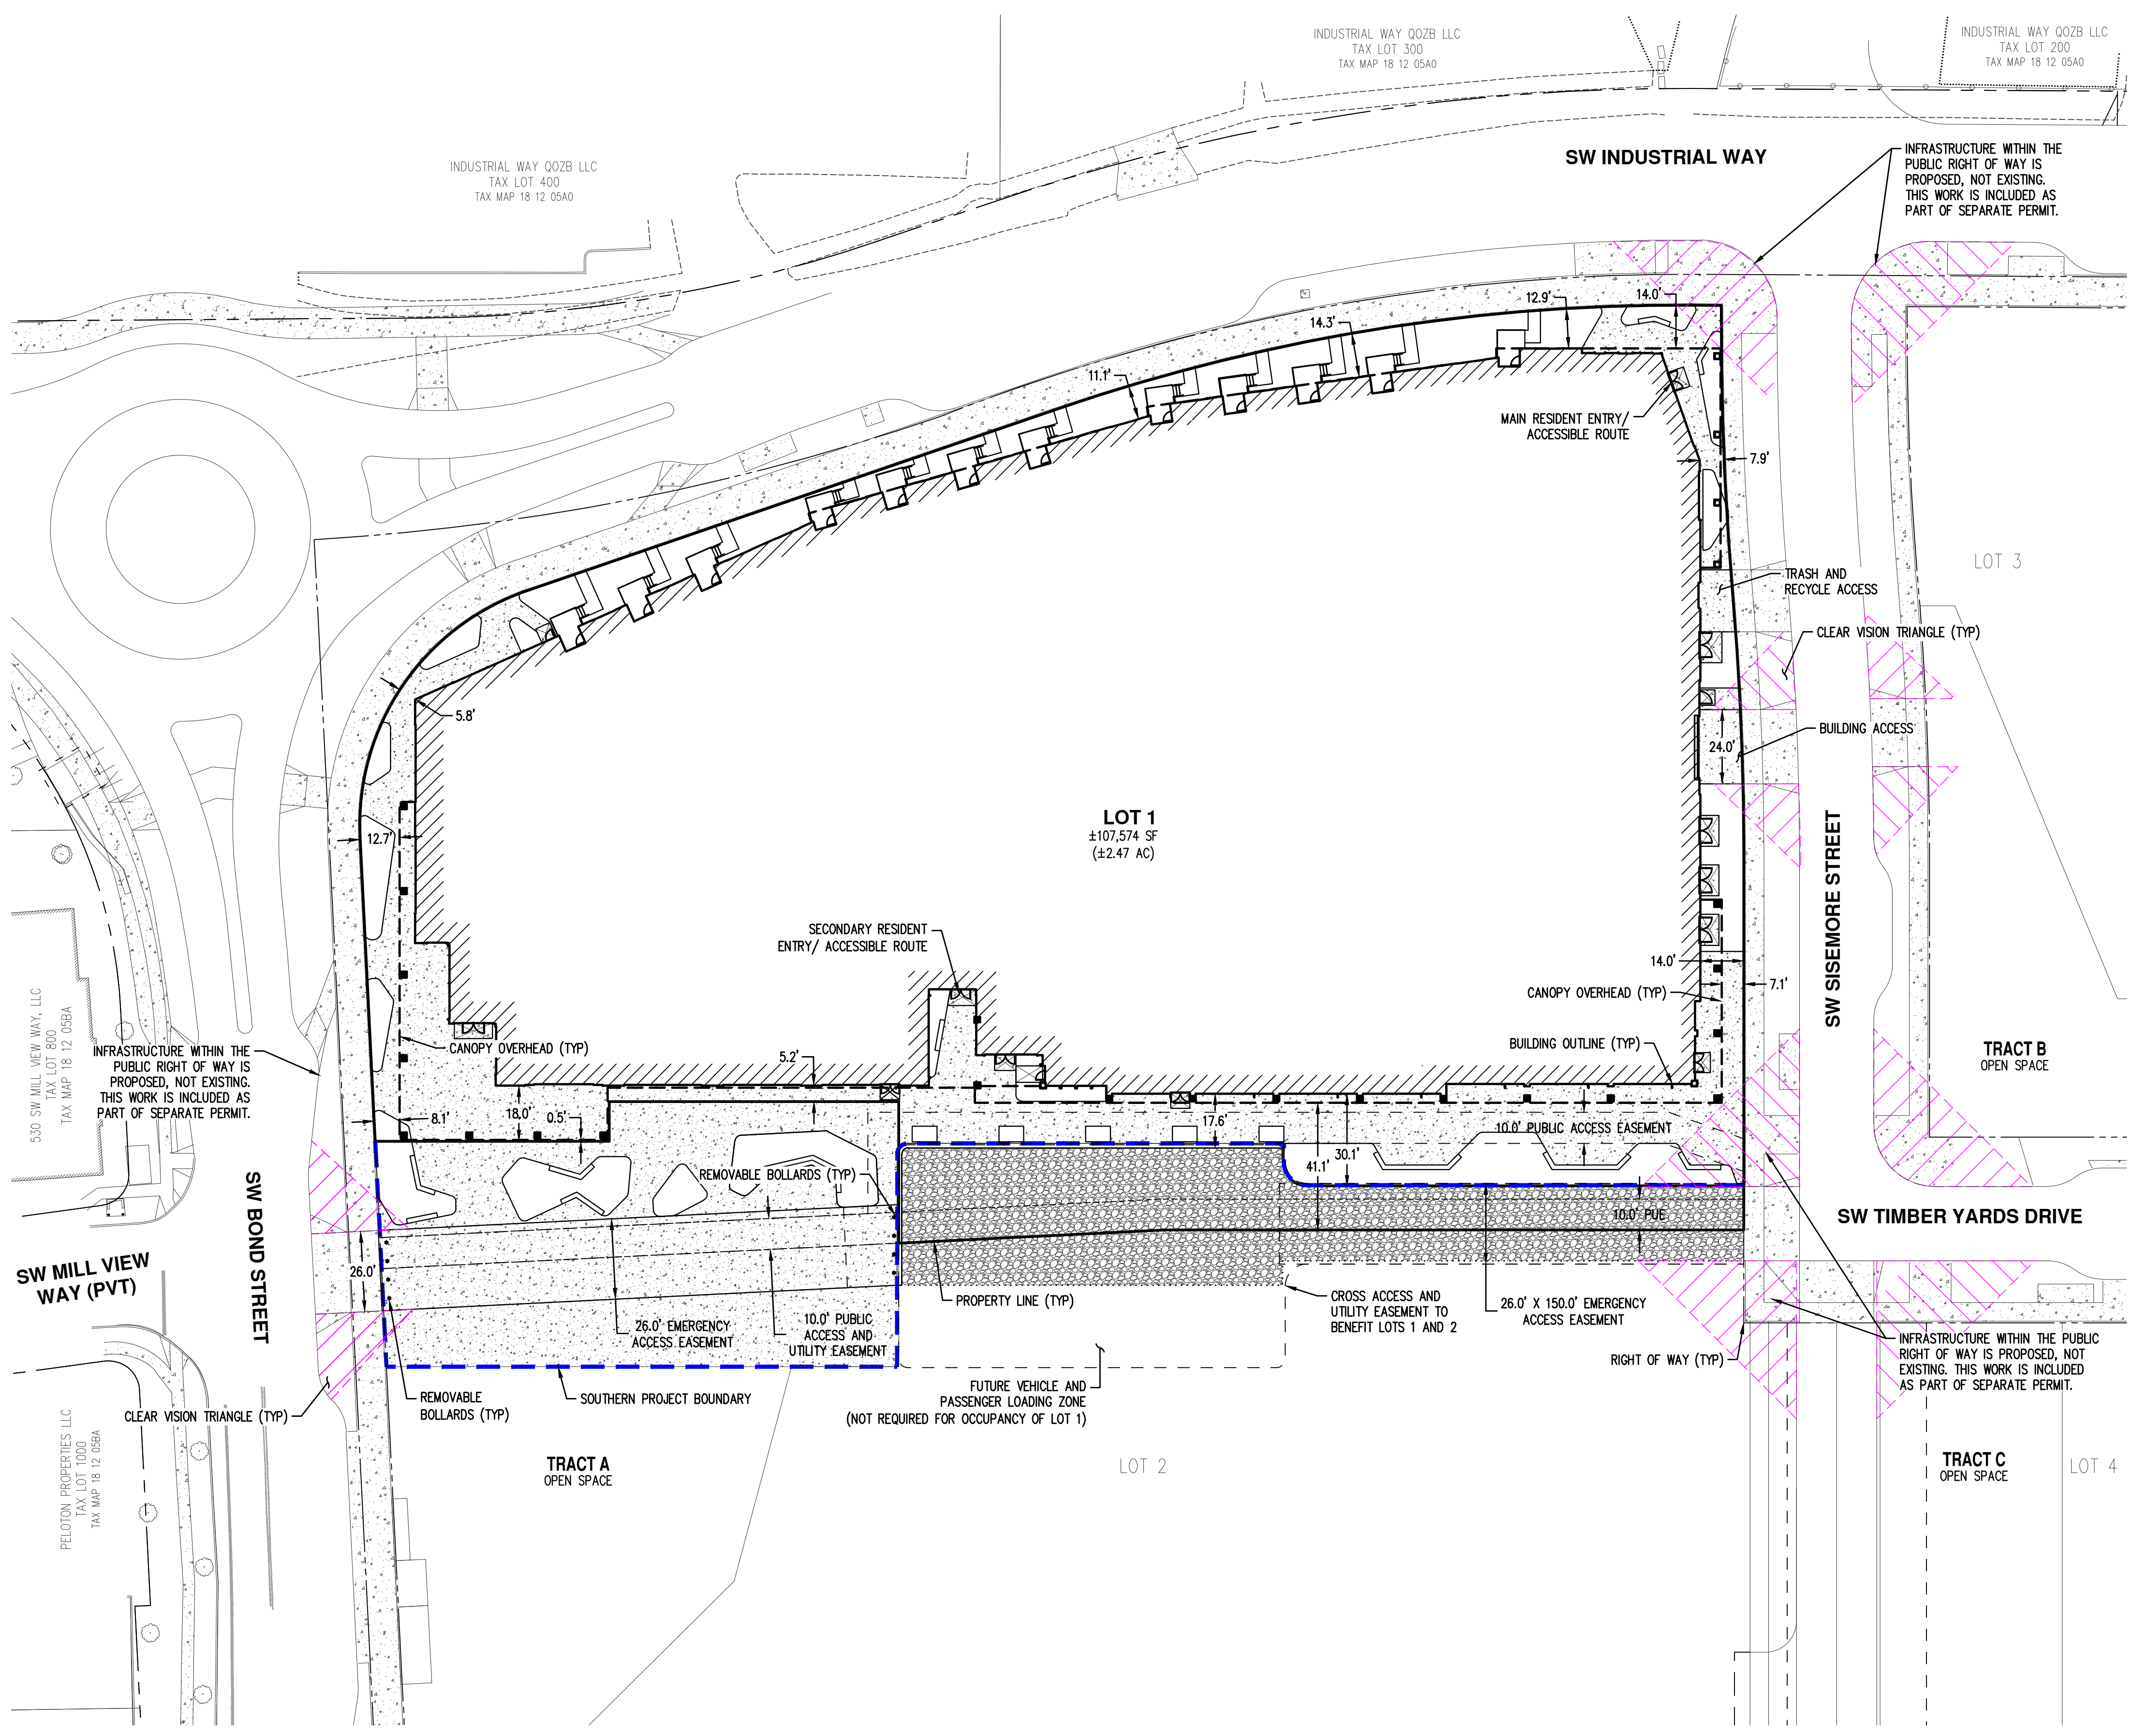 INDUSTRIAL WAY QOZB LLC
TAX LOT 300
TAX MAP 18 12 05A0
INDUSTRIAL WAY QOZB LLC
TAX LOT 200
TAX MAP 18 12 05A0
INDUSTRIAL WAY QOZB LLC
TAX LOT 400
TAX MAP 18 12 05A0
SW INDUSTRIAL WAY
INFRASTRUCTURE WITHIN THE
PUBLIC RIGHT OF WAY IS
PROPOSED, NOT EXISTING.
THIS WORK IS INCLUDED AS
PART OF SEPARATE PERMIT.
12.9'
14.0'
14.3'
11.1'
MAIN RESIDENT ENTRY/
ACCESSIBLE ROUTE
7.9'
LOT 3
TRASH AND
RECYCLE ACCESS
CLEAR VISION TRIANGLE (TYP)
5.8'
BUILDING ACCESS
24.0'
LOT 1
±107,574 SF
(±2.47 AC)
12.7'
SW SISEMORE STREET
SECONDARY RESIDENT
ENTRY/ ACCESSIBLE ROUTE
14.0'
7.1'
CANOPY OVERHEAD (TYP)
530 SW MILL VIEW WAY, LLC
TAX LOT 800
TAX MAP 18 12 05BA
INFRASTRUCTURE WITHIN THE
PUBLIC RIGHT OF WAY IS
PROPOSED, NOT EXISTING.
THIS WORK IS INCLUDED AS
PART OF SEPARATE PERMIT.
CANOPY OVERHEAD (TYP)
5.2'
BUILDING OUTLINE (TYP)
TRACT B
OPEN SPACE
8.1'
18.0'
0.5'
17.6'
10.0' PUBLIC ACCESS EASEMENT
30.1'
41.1'
REMOVABLE BOLLARDS (TYP)
SW BOND STREET
10.0' PUE
SW TIMBER YARDS DRIVE
SW MILL VIEW
WAY (PVT)
26.0'
PROPERTY LINE (TYP)
CROSS ACCESS AND
UTILITY EASEMENT TO
BENEFIT LOTS 1 AND 2
26.0' X 150.0' EMERGENCY
ACCESS EASEMENT
26.0' EMERGENCY
ACCESS EASEMENT
10.0' PUBLIC
ACCESS AND
UTILITY EASEMENT
INFRASTRUCTURE WITHIN THE PUBLIC
RIGHT OF WAY IS PROPOSED, NOT
EXISTING. THIS WORK IS INCLUDED
AS PART OF SEPARATE PERMIT.
RIGHT OF WAY (TYP)
FUTURE VEHICLE AND
PASSENGER LOADING ZONE
(NOT REQUIRED FOR OCCUPANCY OF LOT 1)
SOUTHERN PROJECT BOUNDARY
REMOVABLE
BOLLARDS (TYP)
CLEAR VISION TRIANGLE (TYP)
PELOTON PROPERTIES LLC
TAX LOT 1000
TAX MAP 18 12 05BA
TRACT A
OPEN SPACE
LOT 2
TRACT C
OPEN SPACE
LOT 4